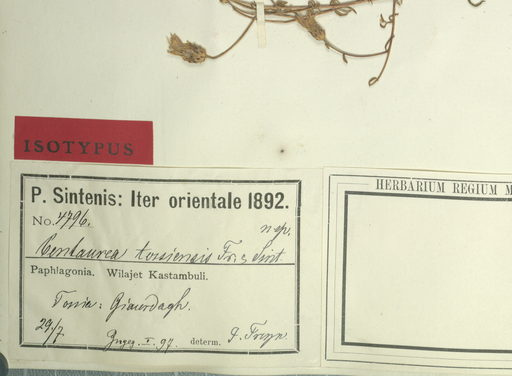 ISOTYPUS
P. Sintenis: Iter orientale 1892.
No. 4796. n sp.
Centaurea tossiensis Freyn & Sint.
Paphlagonia. Wilajet Kastambuli.
Tossia: Giaurdagh.
29/7
determ. J. Freyn
HERBARIUM REGIUM M